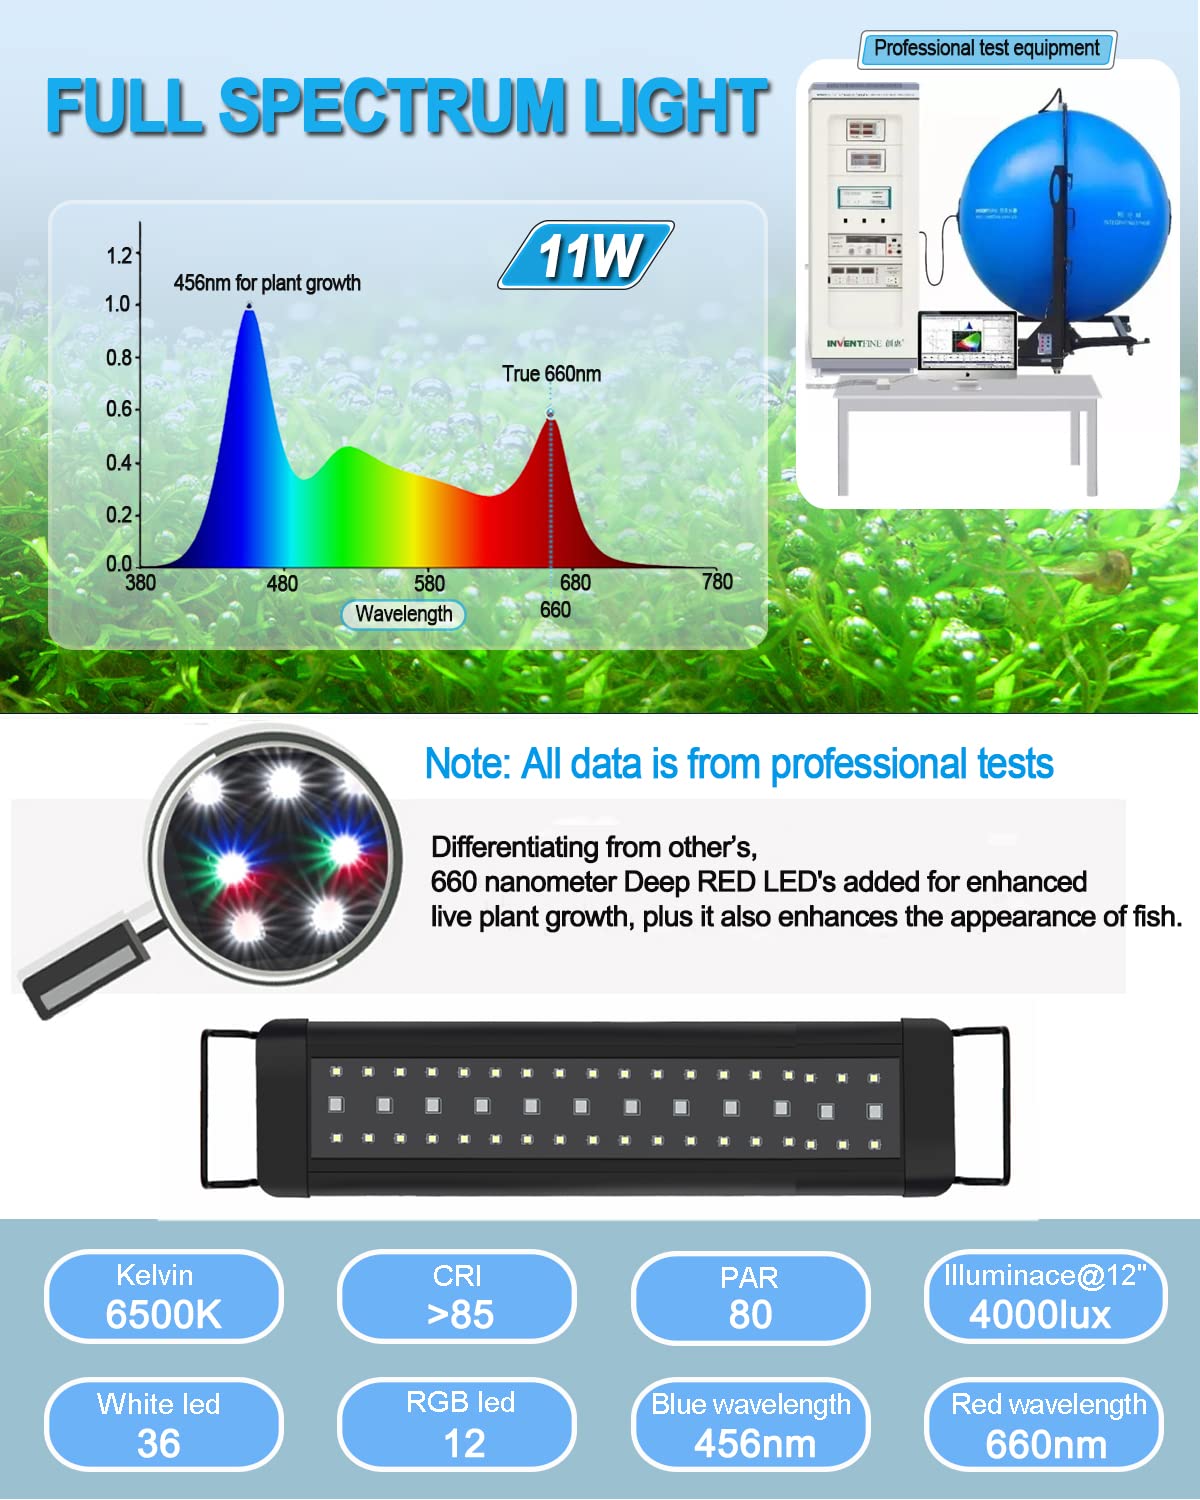 Professional test equipment
FULL SPECTRUM LIGHT
11W
1.2
456nm for plant growth
1.0
0.8
True 660nm
0.6
0.4
0.2
0.0
380
480
580
680
780
Wavelength
660
INVENTFINE
Note: All data is from professional tests
Differentiating from other's,
660 nanometer Deep RED LED's added for enhanced
live plant growth, plus it also enhances the appearance of fish.
Kelvin
6500K
CRI
>85
PAR
80
Illuminace@12"
4000lux
White led
36
RGB led
12
Blue wavelength
456nm
Red wavelength
660nm